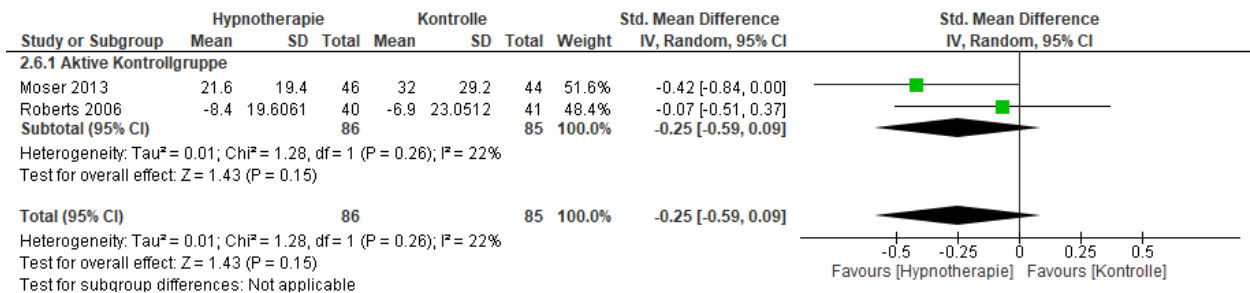 Hypnotherapie Kontrolle Std. Mean Difference Std. Mean Difference
Study or Subgroup Mean SD Total Mean SD Total Weight IV, Random, 95% CI IV, Random, 95% CI
2.6.1 Aktive Kontrollgruppe
Moser 2013 21.6 19.4 46 32 29.2 44 51.6% -0.42 [-0.84, 0.00]
Roberts 2006 -8.4 19.6061 40 -6.9 23.0512 41 48.4% -0.07 [-0.51, 0.37]
Subtotal (95% CI) 86 85 100.0% -0.25 [-0.59, 0.09]
Heterogeneity: Tau² = 0.01; Chi² = 1.28, df = 1 (P = 0.26); I² = 22%
Test for overall effect: Z = 1.43 (P = 0.15)
Total (95% CI) 86 85 100.0% -0.25 [-0.59, 0.09]
Heterogeneity: Tau² = 0.01; Chi² = 1.28, df = 1 (P = 0.26); I² = 22%
Test for overall effect: Z = 1.43 (P = 0.15)
Test for subgroup differences: Not applicable
-0.5 -0.25 0 0.25 0.5
Favours [Hypnotherapie] Favours [Kontrolle]